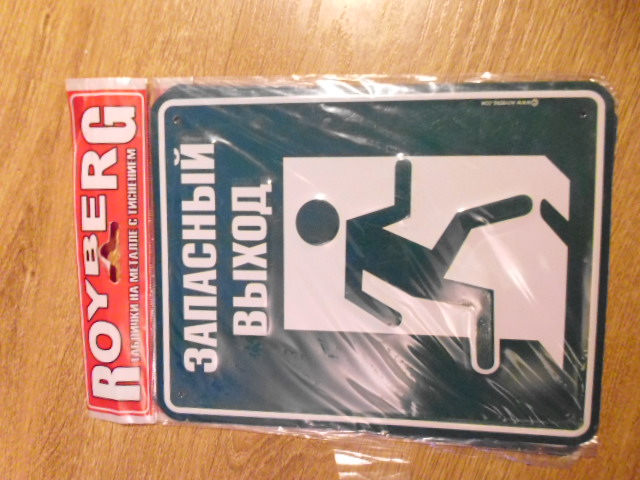 ROYBERG
ТАБЛИЧКИ НА МЕТАЛЛЕ С ТИСНЕНИЕМ
ЗАПАСНЫЙ
ВЫХОД